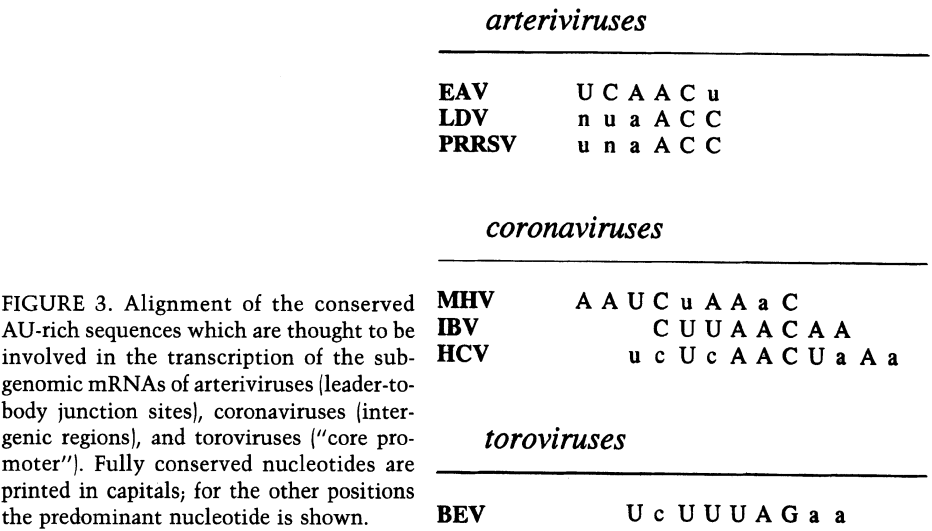 arteriviruses
EAV U C A A C u
LDV n u a A C C
PRRSV u n a A C C
coronaviruses
MHV A A U C u A A a C
IBV C U U A A C A A
HCV u c U c A A C U a A a
toroviruses
BEV U c U U U A G a a
FIGURE 3. Alignment of the conserved
AU-rich sequences which are thought to be
involved in the transcription of the sub-
genomic mRNAs of arteriviruses (leader-to-
body junction sites), coronaviruses (inter-
genic regions), and toroviruses ("core pro-
moter"). Fully conserved nucleotides are
printed in capitals; for the other positions
the predominant nucleotide is shown.